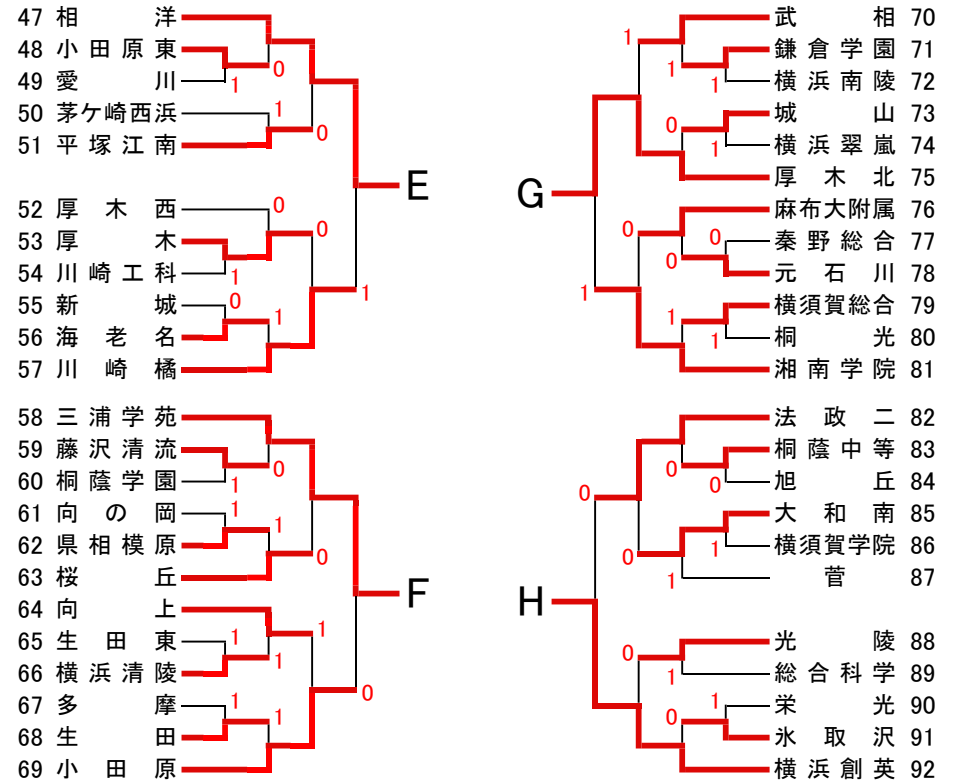 47 相洋
48 小田原東
0
49 愛川
1
50 茅ケ崎西浜
1
51 平塚江南
0
E
52 厚木西
0
53 厚木
0
54 川崎工科
1
55 新城
0
1
56 海老名
1
57 川崎橘
58 三浦学苑
59 藤沢清流
0
60 桐蔭学園
1
61 向の岡
1
62 県相模原
1
63 桜丘
0
F
64 向上
1
65 生田東
1
66 横浜清陵
1
67 多摩
1
0
68 生田
1
69 小田原
武相 70
1
鎌倉学園 71
1
横浜南陵 72
1
城山 73
0
横浜翠嵐 74
1
厚木北 75
G
麻布大附属 76
0
秦野総合 77
0
元石川 78
0
横須賀総合 79
1
1
桐光 80
1
湘南学院 81
法政二 82
桐蔭中等 83
0
旭丘 84
0
0
大和南 85
横須賀学院 86
1
0
菅 87
1
H
光陵 88
0
総合科学 89
1
栄光 90
1
氷取沢 91
0
横浜創英 92